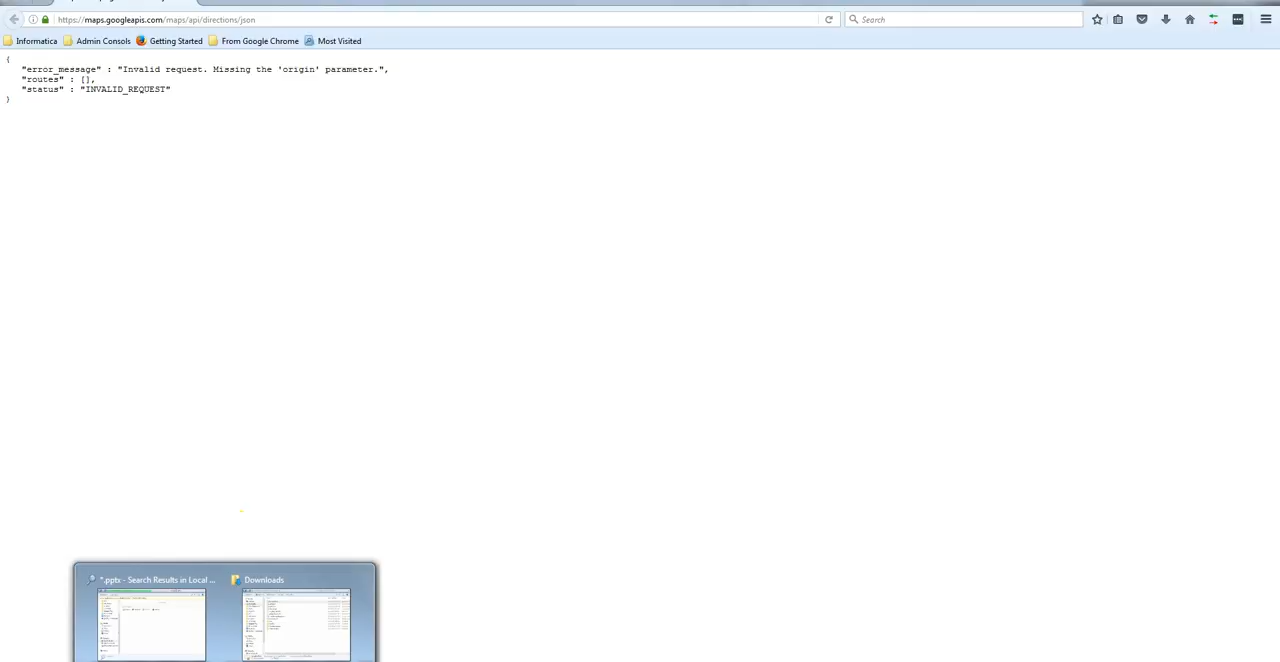 https://maps.googleapis.com/maps/api/directions/json
Search
Informatica Admin Consols Getting Started From Google Chrome Most Visited
{
"error_message" : "Invalid request. Missing the 'origin' parameter.",
"routes" : [],
"status" : "INVALID_REQUEST"
}
*.pptx - Search Results in Local ... Downloads